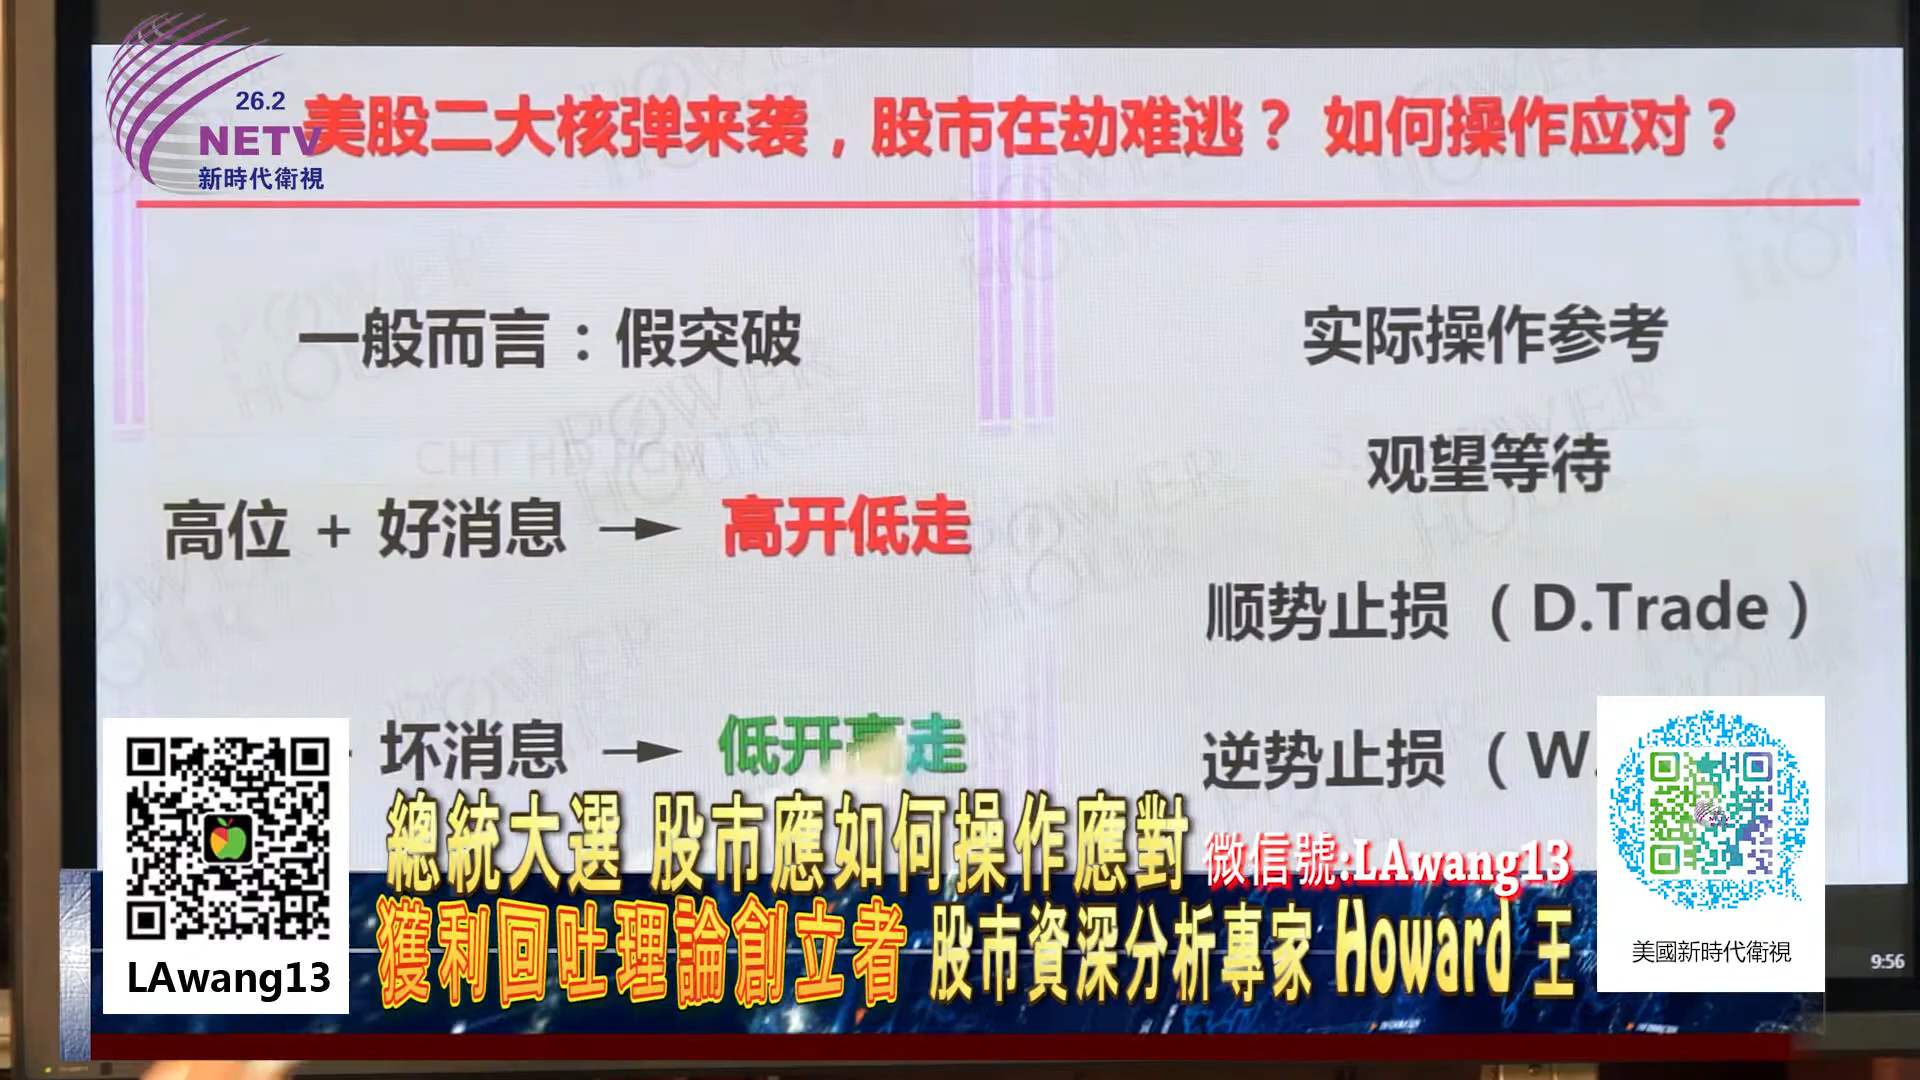 26.2
NETV
新時代衛視
美股二大核弹来袭，股市在劫难逃？ 如何操作应对？
一般而言：假突破
实际操作参考
观望等待
高位 + 好消息 → 高开低走
顺势止损 （ D.Trade ）
坏消息 → 低开高走
逆势止损 （ W.
總統大選 股市應如何操作應對
微信號:LAwang13
獲利回吐理論創立者 股市資深分析專家 Howard 王
LAwang13
美國新時代衛視
9:56
POWER HOUR